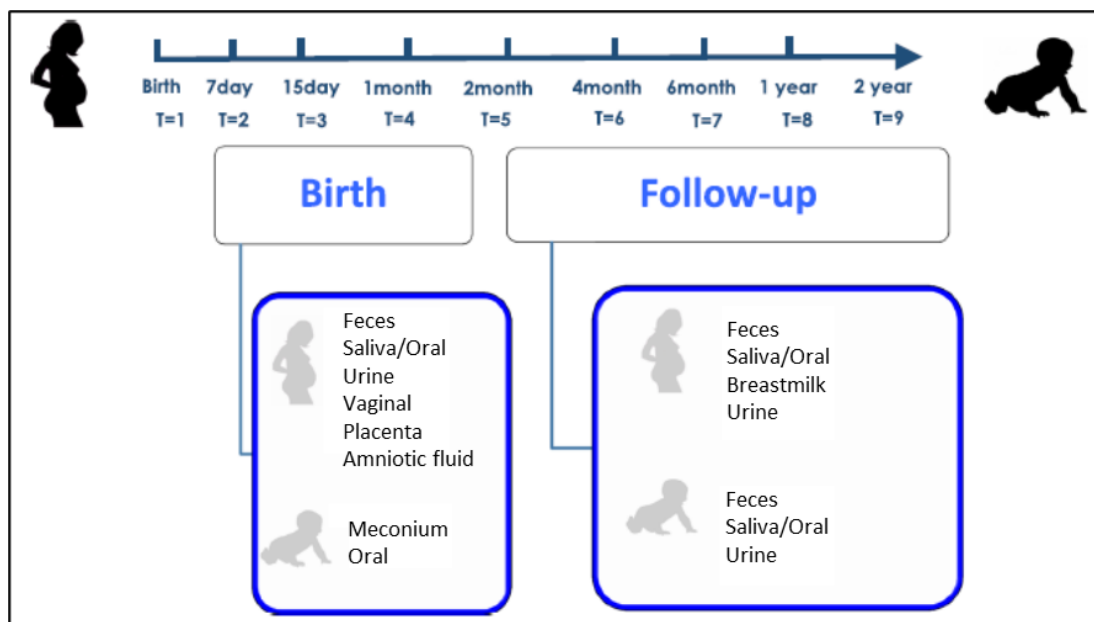 Birth 7day 15day 1month 2month 4month 6month 1 year 2 year
T=1 T=2 T=3 T=4 T=5 T=6 T=7 T=8 T=9
Birth
Follow-up
Feces
Saliva/Oral
Urine
Vaginal
Placenta
Amniotic fluid
Meconium
Oral
Feces
Saliva/Oral
Breastmilk
Urine
Feces
Saliva/Oral
Urine